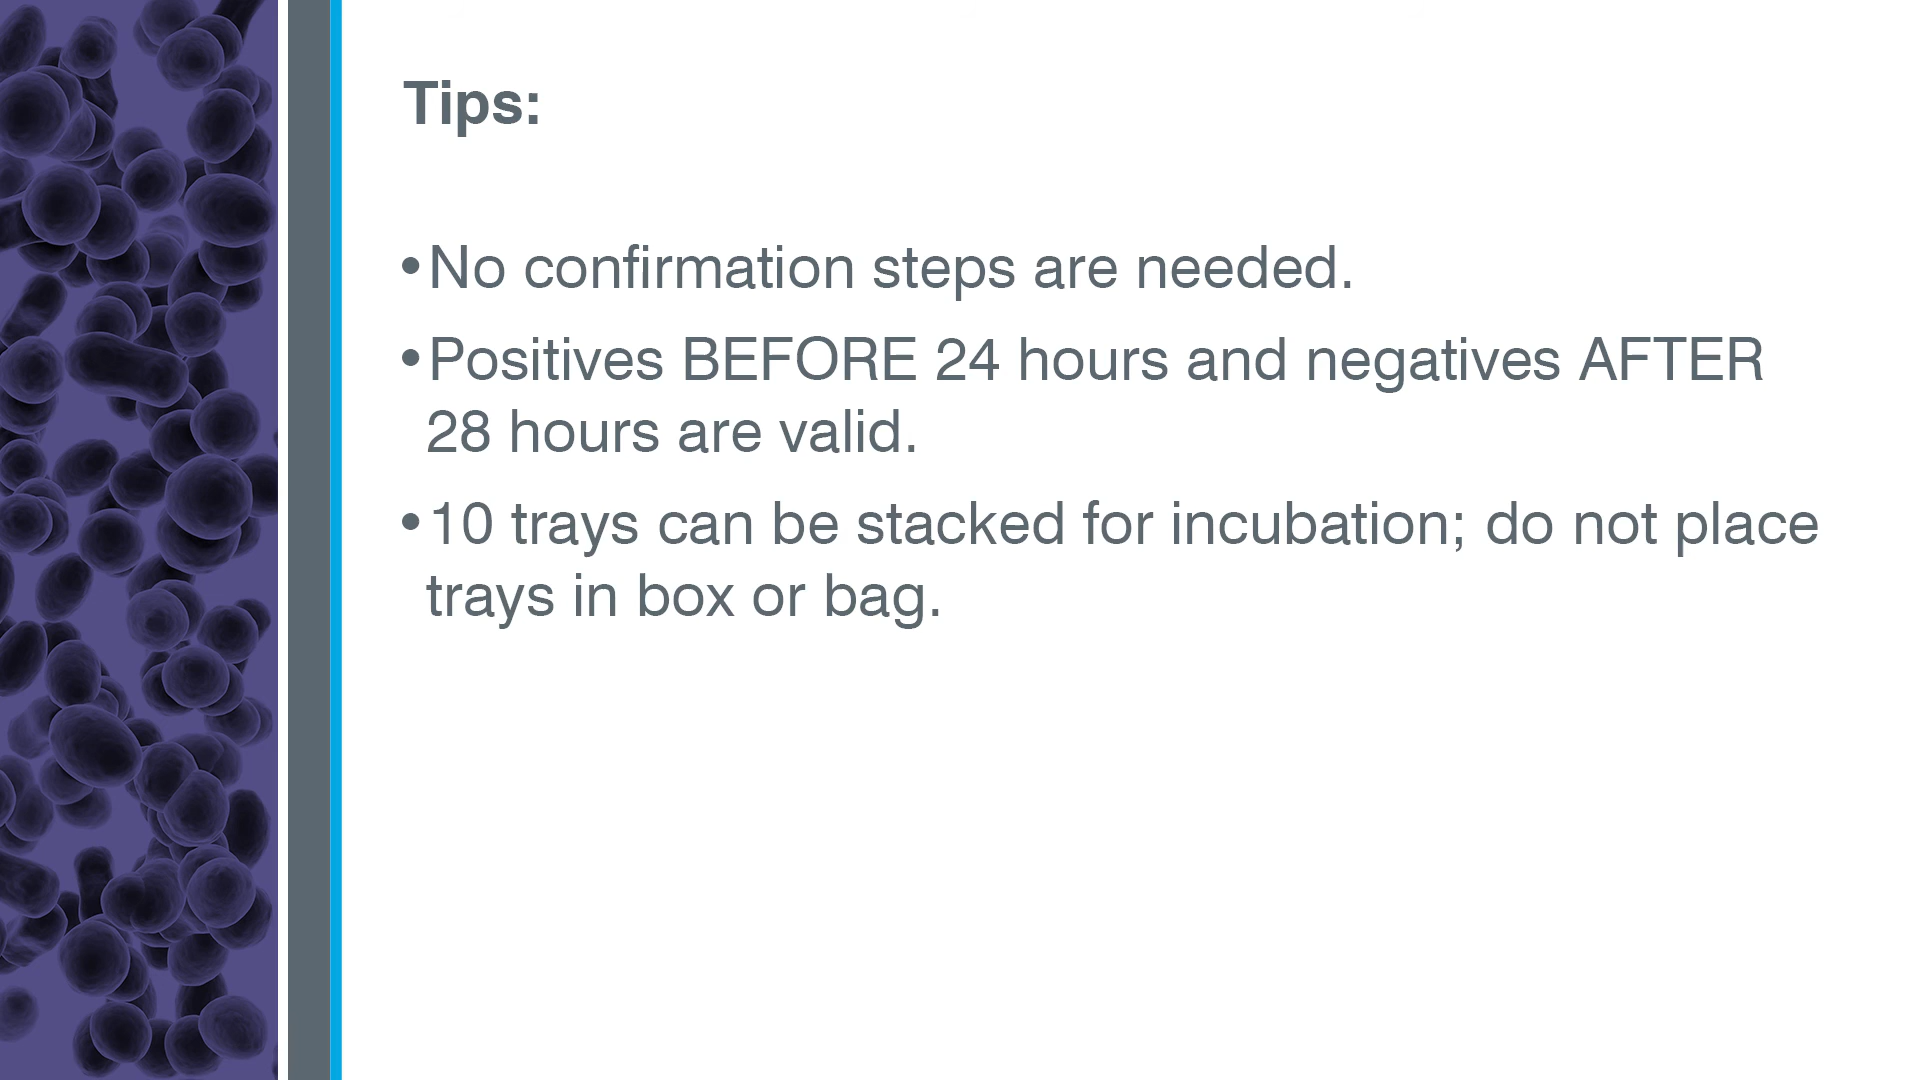 Tips:
•No confirmation steps are needed.
•Positives BEFORE 24 hours and negatives AFTER
28 hours are valid.
•10 trays can be stacked for incubation; do not place
trays in box or bag.